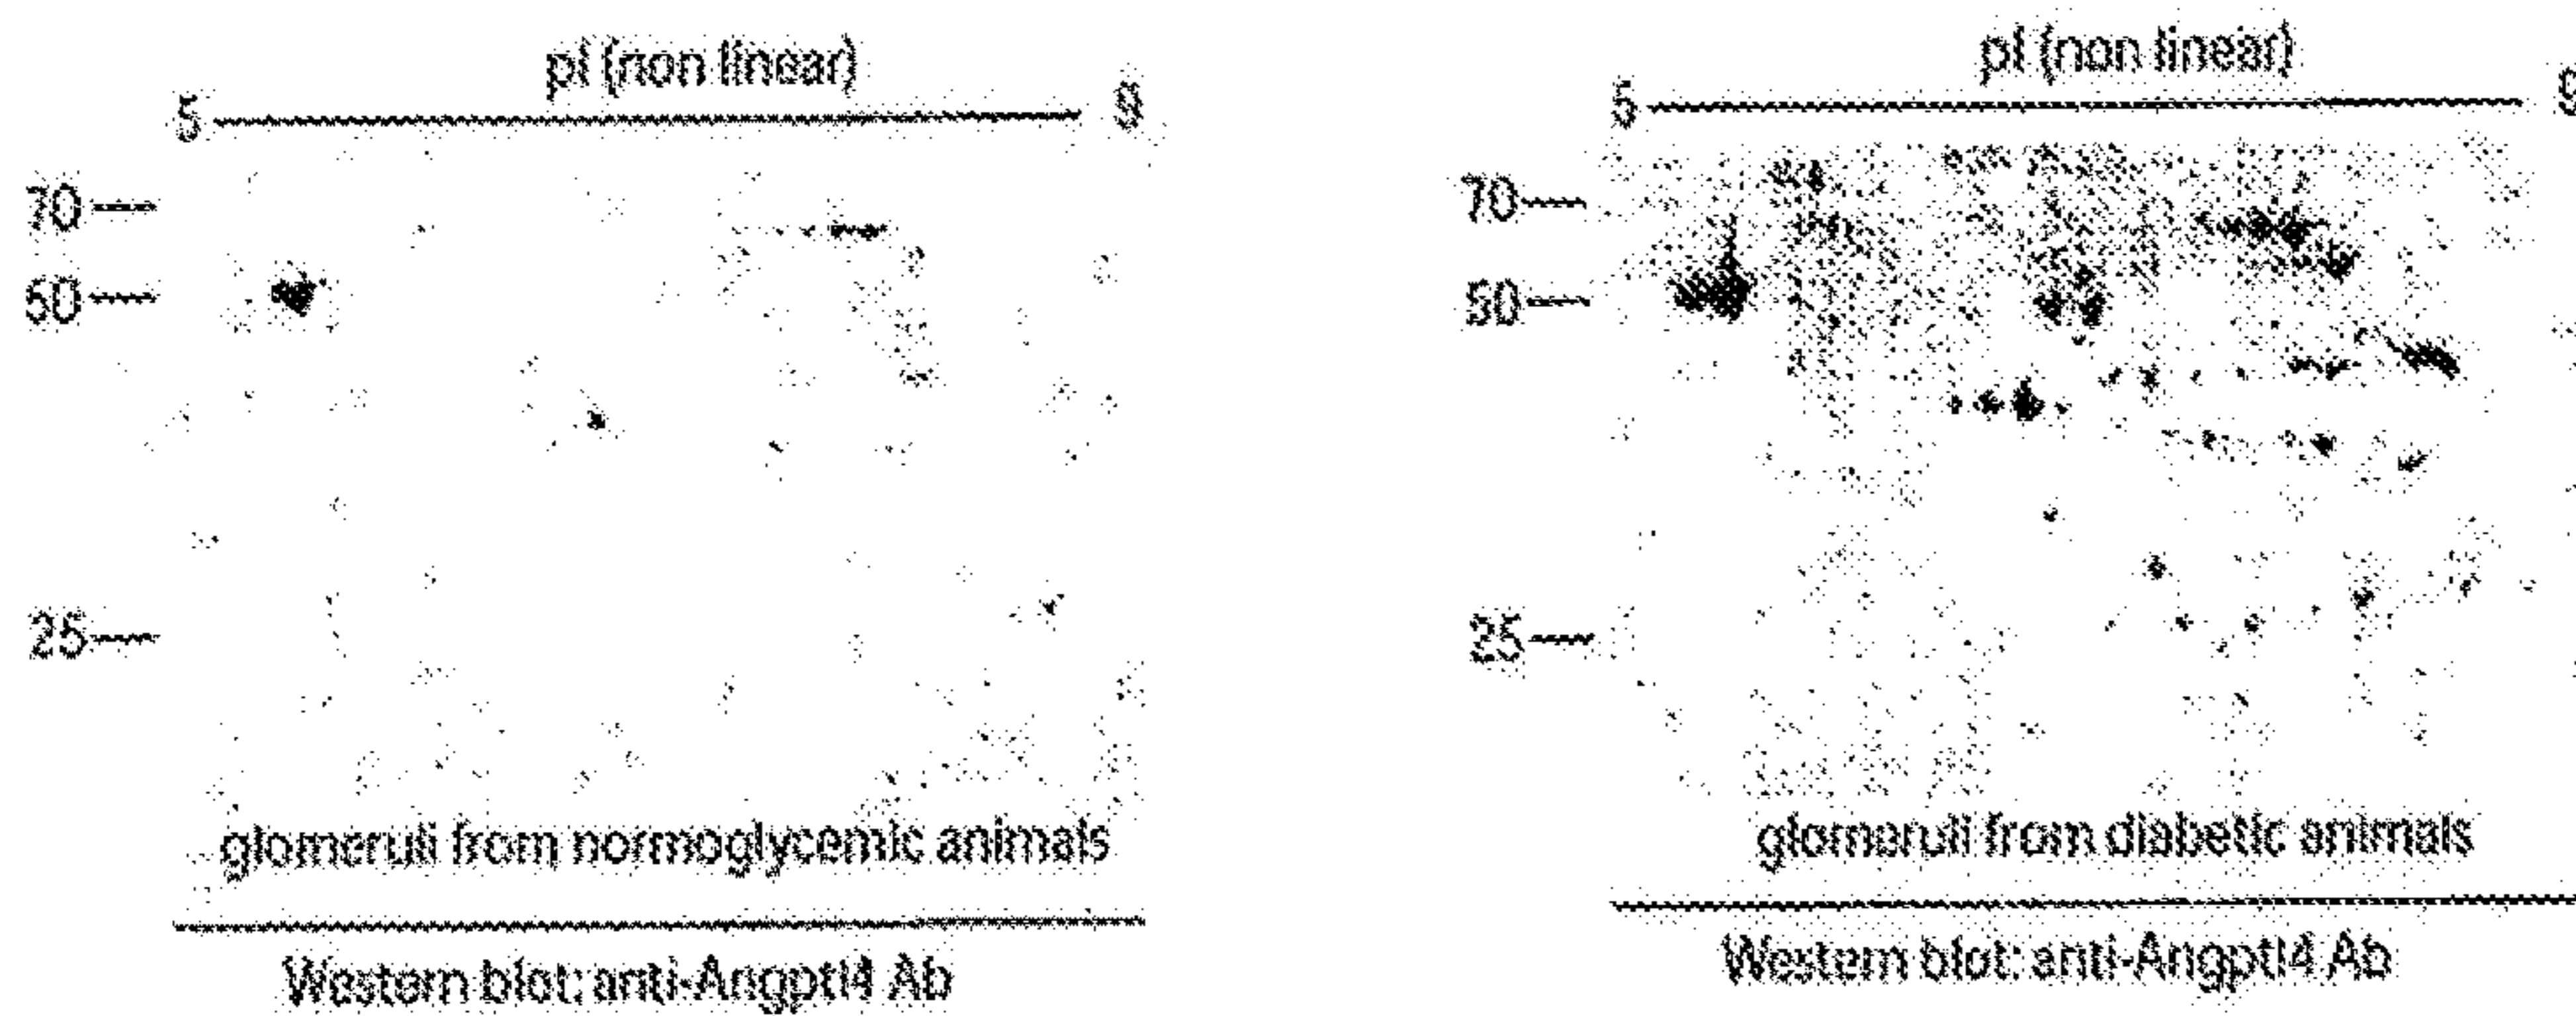 pI (non linear)
5 9
70
50
25
glomeruli from normoglycemic animals
Western blot: anti-Angptl4 Ab
pI (non linear)
5 9
70
50
25
glomeruli from diabetic animals
Western blot: anti-Angptl4 Ab